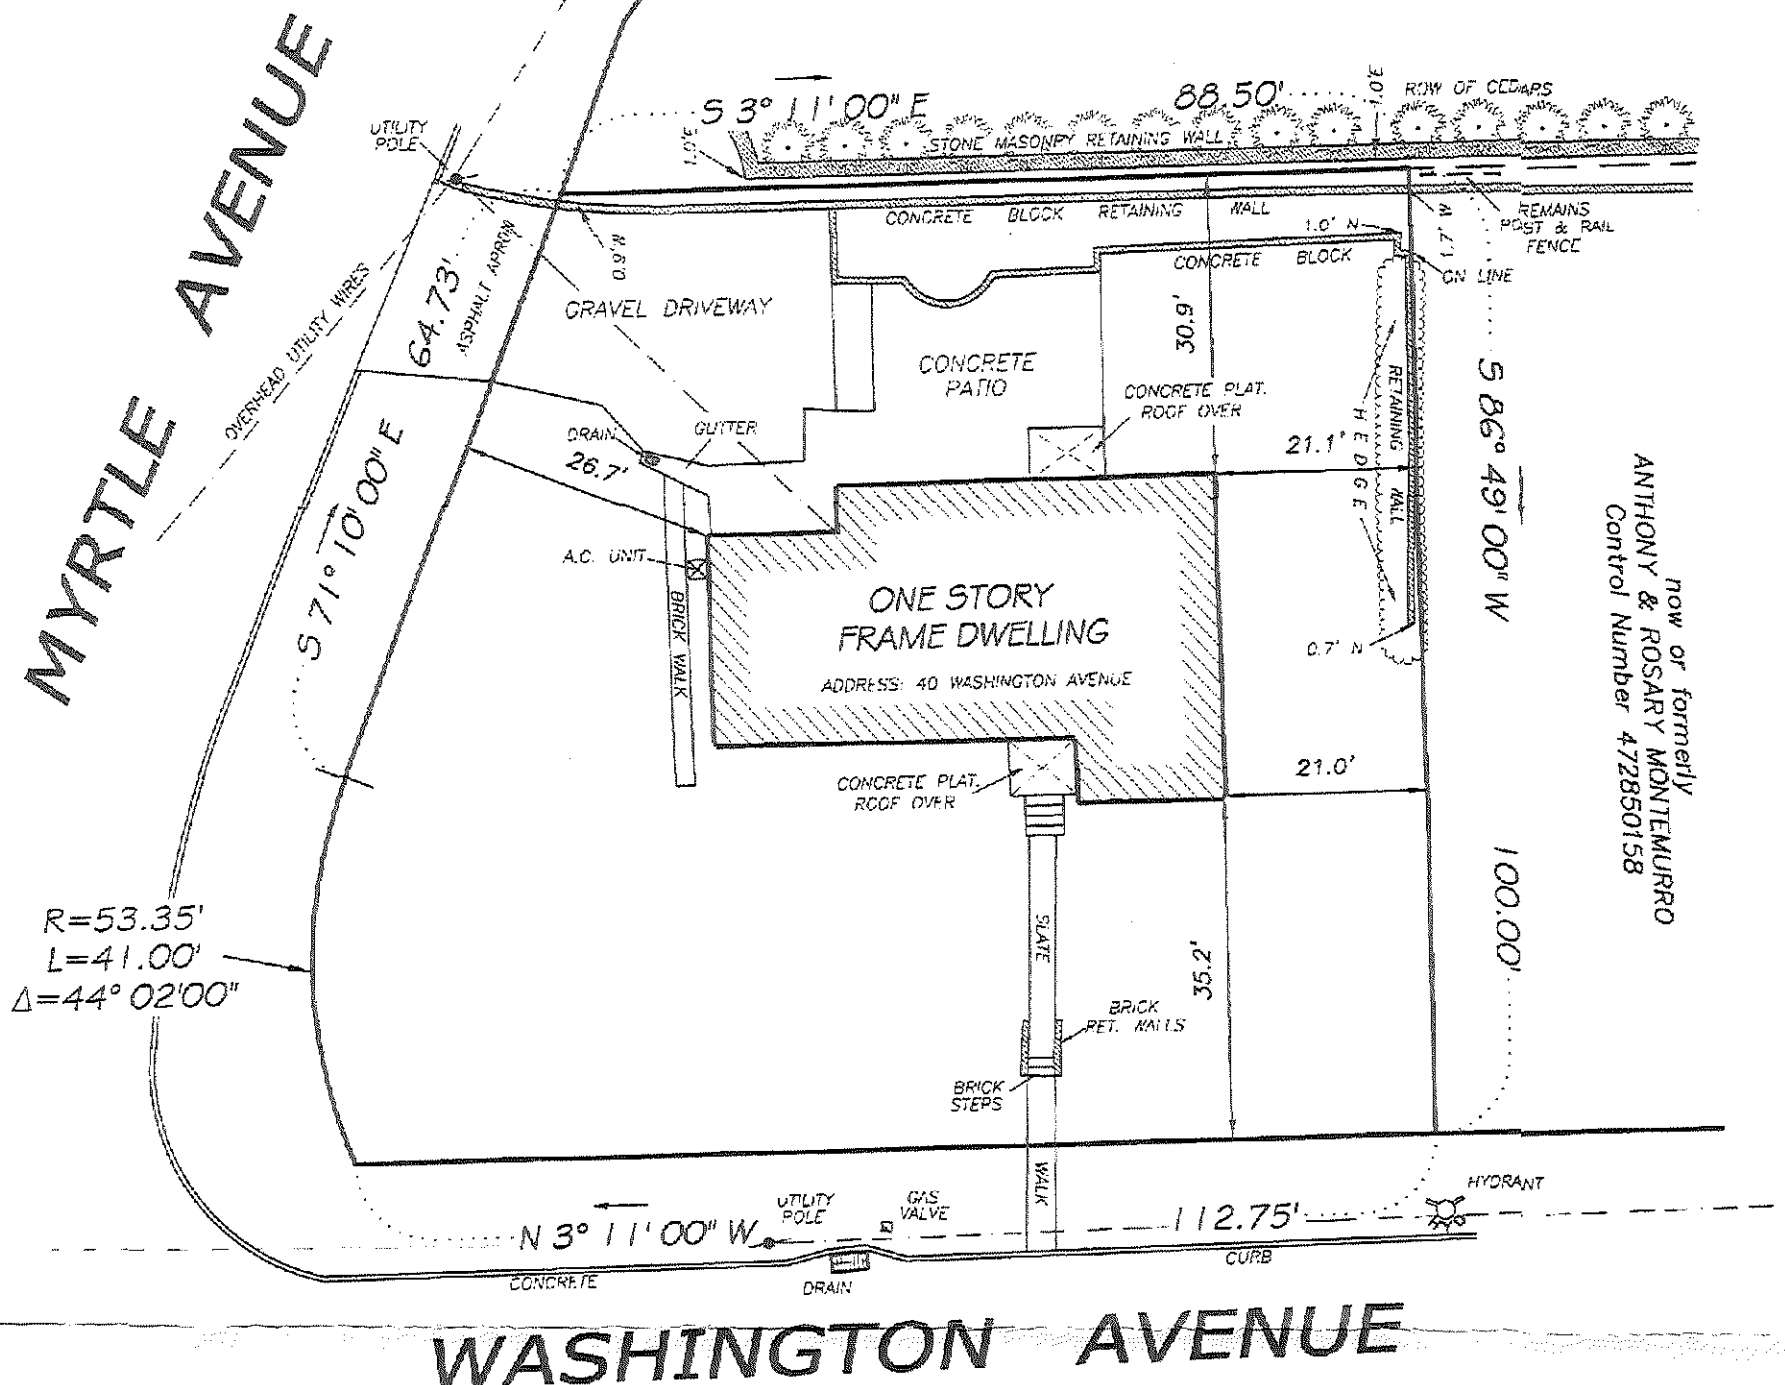 MYRTLE AVENUE
UTILITY
POLE
S 3° 11' 00" E
88.50'
1.0'E
1.0'E
ROW OF CEDARS
STONE MASONRY RETAINING WALL
CONCRETE BLOCK RETAINING WALL
1.0' N
1.7' N
REMAINS
POST & RAIL
FENCE
ON LINE
CONCRETE BLOCK
RETAINING WALL
HEDGE
0.7' N
OVERHEAD UTILITY WIRES
64.73'
ASPHALT APRON
GRAVEL DRIVEWAY
CONCRETE
PATIO
30.9'
CONCRETE PLAT.
ROOF OVER
DRAIN
GUTTER
26.7'
21.1'
S 71° 10' 00" E
A.C. UNIT
BRICK WALK
ONE STORY
FRAME DWELLING
ADDRESS: 40 WASHINGTON AVENUE
S 86° 49' 00" W
100.00'
now or formerly
ANTHONY & ROSARY MONTEMURRO
Control Number 472850158
CONCRETE PLAT.
ROOF OVER
21.0'
R=53.35'
L=41.00'
Δ=44° 02'00"
SLATE
WALK
35.2'
BRICK
RET. WALLS
BRICK
STEPS
N 3° 11' 00" W
UTILITY
POLE
GAS
VALVE
112.75'
HYDRANT
CONCRETE
DRAIN
CURB
WASHINGTON AVENUE